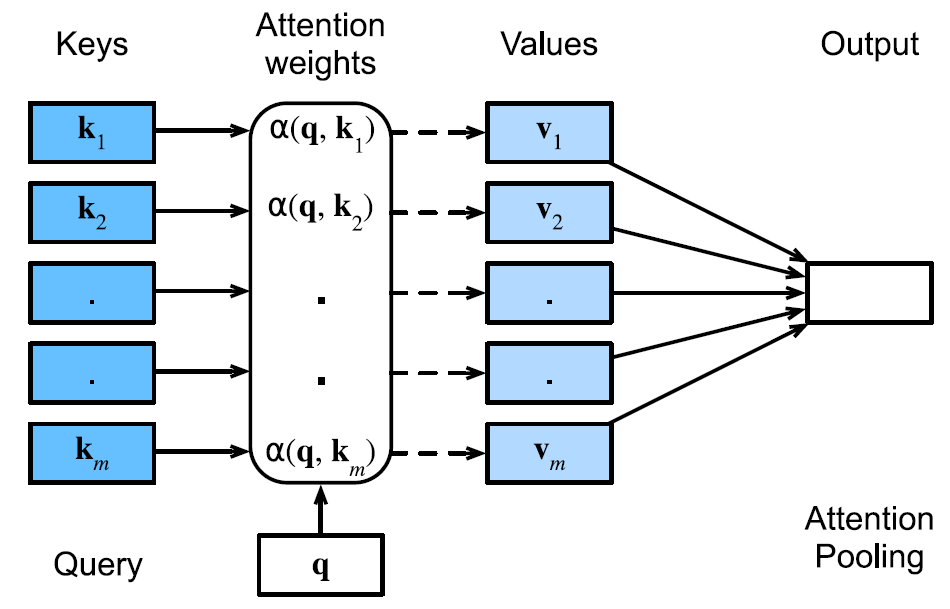 Keys
Attention
weights
Values
Output
k1
α(q, k1)
v1
k2
α(q, k2)
v2
. . .
. . .
km
α(q, km)
vm
Query
q
Attention
Pooling